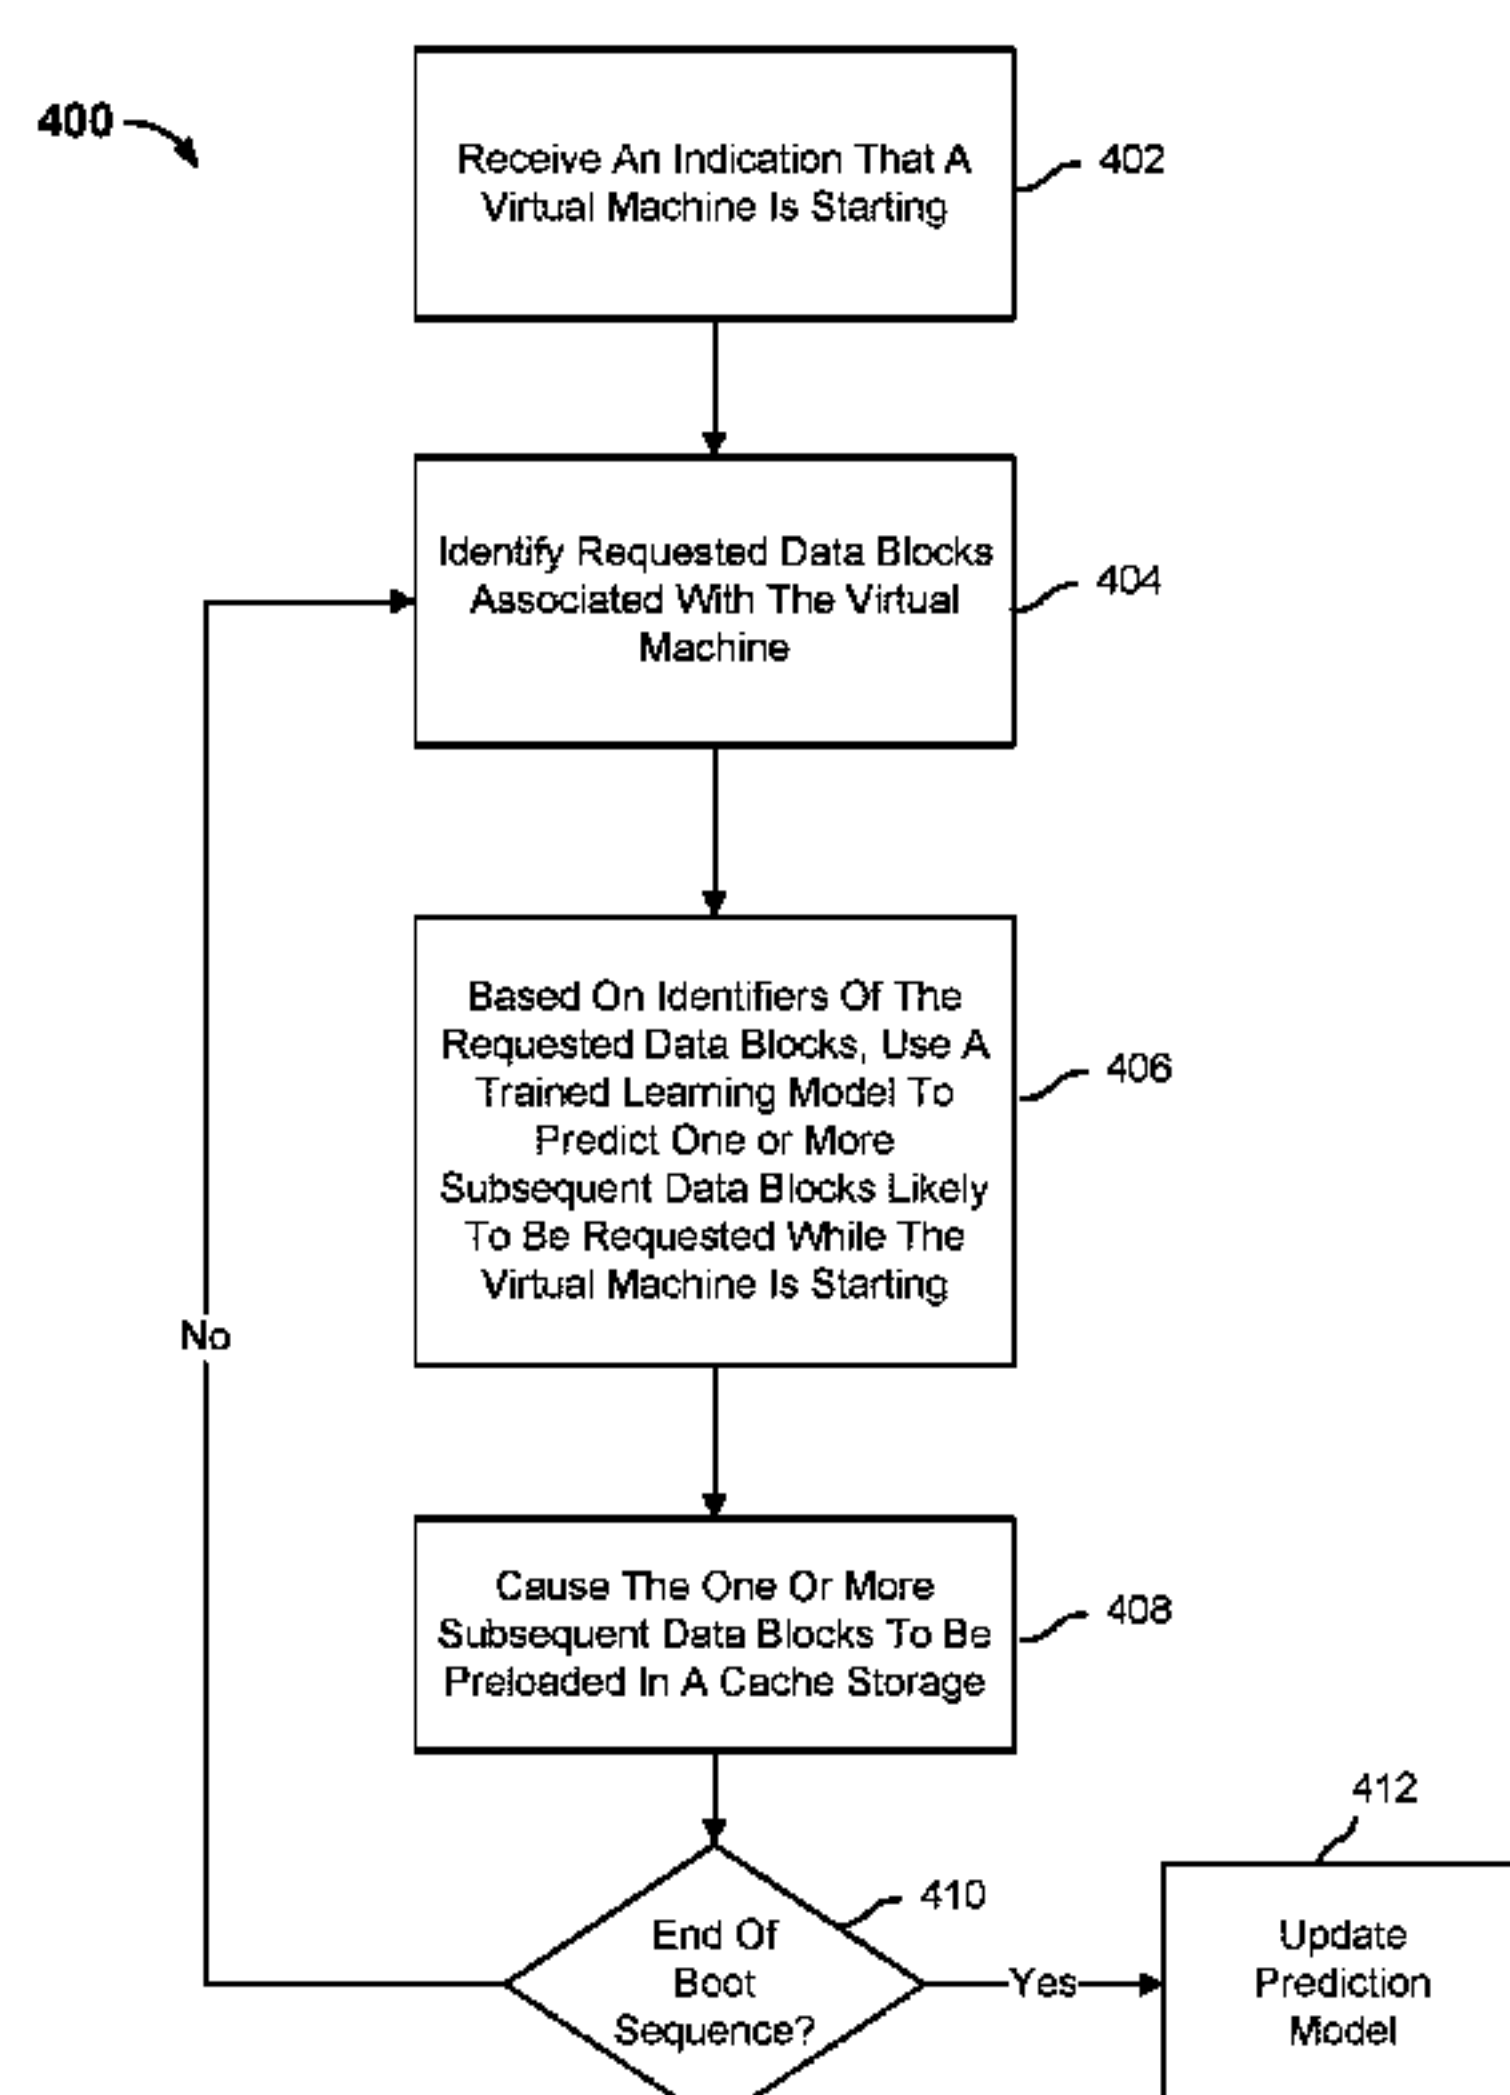 400
Receive An Indication That A
Virtual Machine Is Starting
402
Identify Requested Data Blocks
Associated With The Virtual
Machine
404
Based On Identifiers Of The
Requested Data Blocks, Use A
Trained Learning Model To
Predict One or More
Subsequent Data Blocks Likely
To Be Requested While The
Virtual Machine Is Starting
406
No
Cause The One Or More
Subsequent Data Blocks To Be
Preloaded In A Cache Storage
408
End Of
Boot
Sequence?
410
Yes
412
Update
Prediction
Model